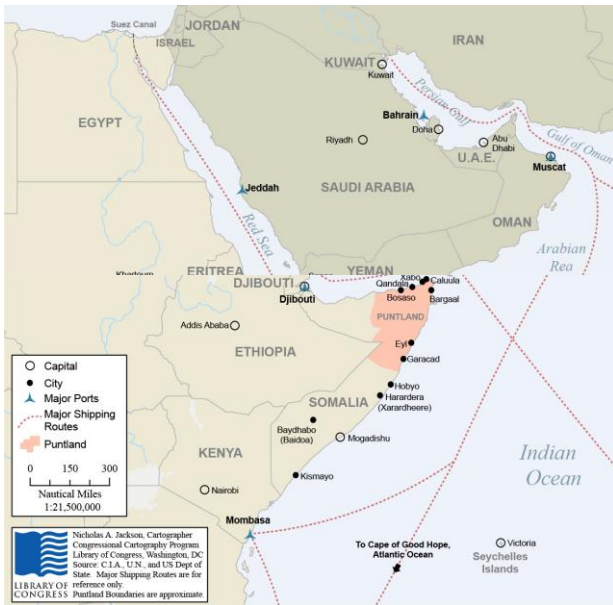 Suez Canal
JORDAN
ISRAEL
IRAN
KUWAIT
Kuwait
EGYPT
Persian Gulf
Bahrain
Doha
Riyadh
Abu
Dhabi
Gulf of Oman
U.A.E.
Muscat
Jeddah
SAUDI ARABIA
Red Sea
OMAN
Arabian
Rea
ERITREA
YEMEN
DJIBOUTI
Djibouti
Xabo
Caluula
Qandala
Bosaso
Bargaal
PUNTLAND
Addis Ababa
ETHIOPIA
Eyl
Garacad
Hobyo
Harardera
(Xarardheere)
SOMALIA
Baydhabo
(Baidoa)
Mogadishu
Indian
Ocean
KENYA
Nairobi
Kismayo
Mombasa
To Cape of Good Hope,
Atlantic Ocean
Victoria
Seychelles
Islands
Capital
City
Major Ports
Major Shipping
Routes
Puntland
0 150 300
Nautical Miles
1:21,500,000
LIBRARY OF
CONGRESS
Nicholas A. Jackson, Cartographer
Congressional Cartography Program
Library of Congress, Washington, DC
Source: C.I.A., U.N., and US Dept of
State. Major Shipping Routes are for
reference only.
Puntland Boundaries are approximate.